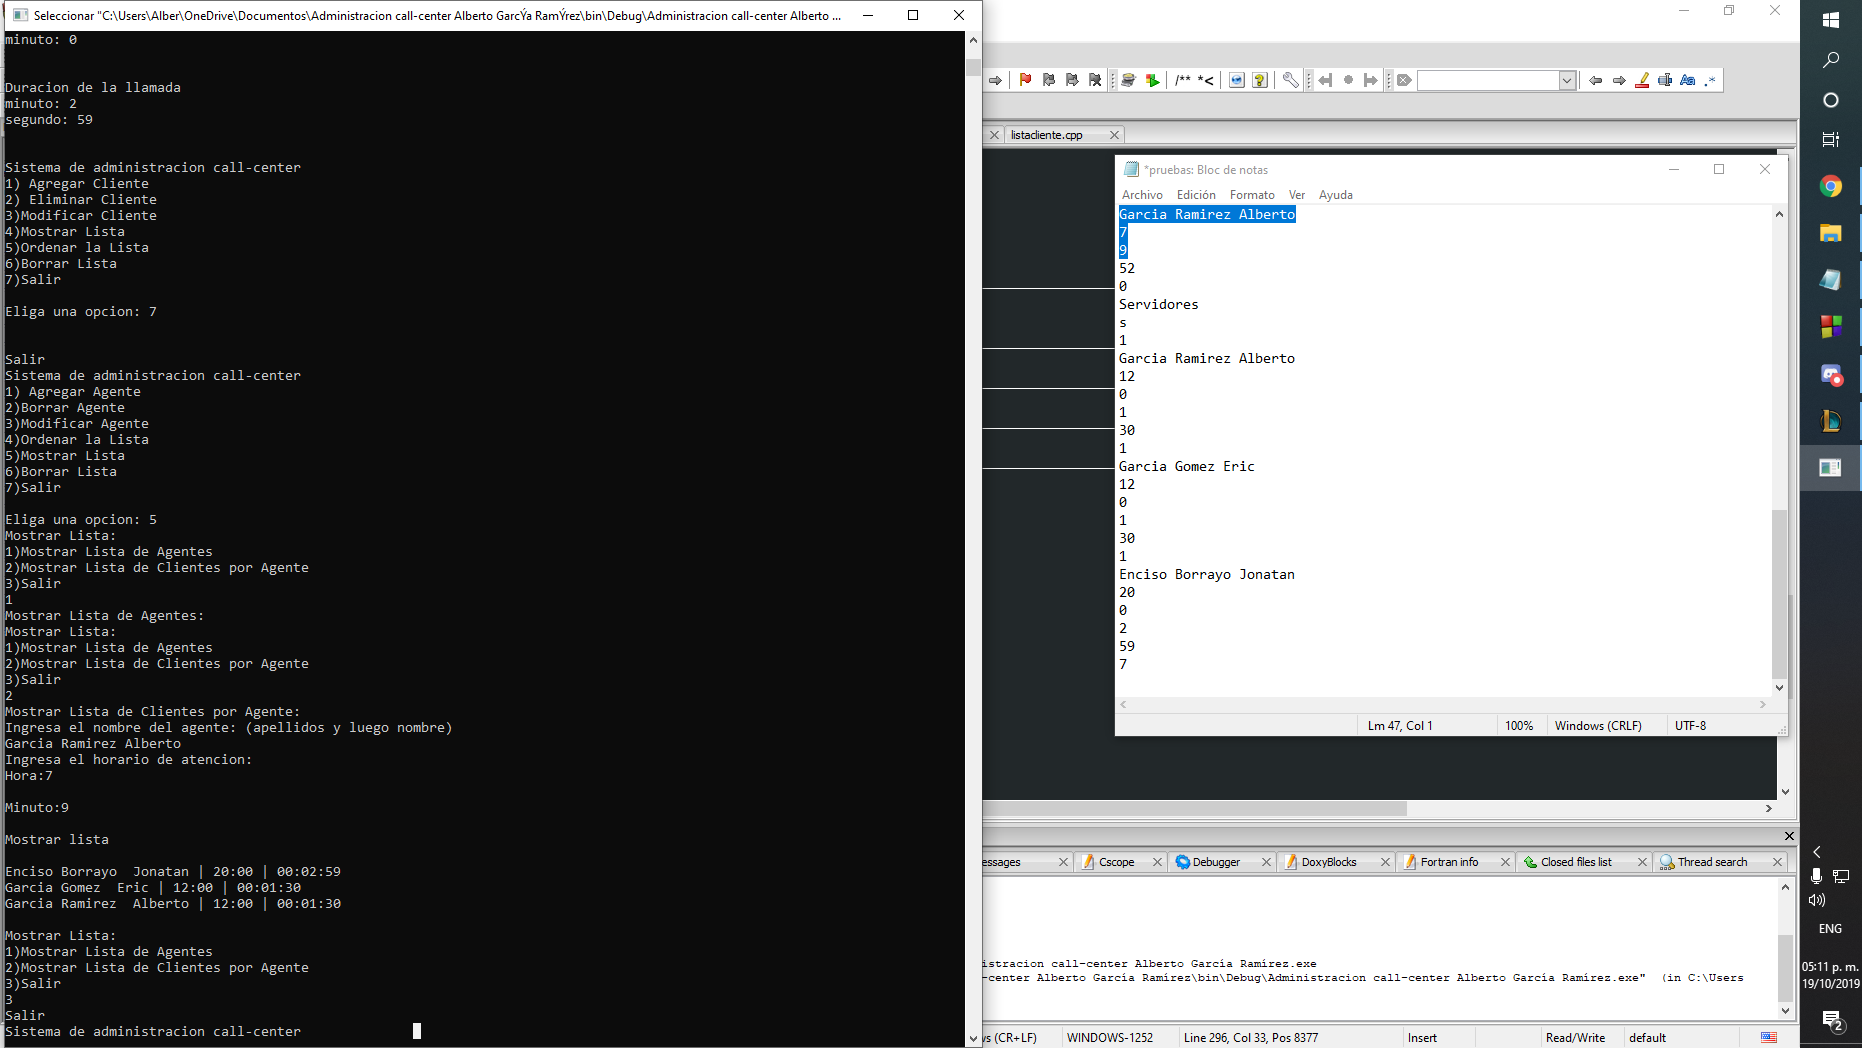 Seleccionar "C:\Users\Alber\OneDrive\Documentos\Administracion call-center Alberto GarcÝa RamÝrez\bin\Debug\Administracion call-center Alberto ...
minuto: 0
Duracion de la llamada
minuto: 2
segundo: 59
Sistema de administracion call-center
1) Agregar Cliente
2) Eliminar Cliente
3)Modificar Cliente
4)Mostrar Lista
5)Ordenar la Lista
6)Borrar Lista
7)Salir
Eliga una opcion: 7
Salir
Sistema de administracion call-center
1) Agregar Agente
2)Borrar Agente
3)Modificar Agente
4)Ordenar la Lista
5)Mostrar Lista
6)Borrar Lista
7)Salir
Eliga una opcion: 5
Mostrar Lista:
1)Mostrar Lista de Agentes
2)Mostrar Lista de Clientes por Agente
3)Salir
1
Mostrar Lista de Agentes:
Mostrar Lista:
1)Mostrar Lista de Agentes
2)Mostrar Lista de Clientes por Agente
3)Salir
2
Mostrar Lista de Clientes por Agente:
Ingresa el nombre del agente: (apellidos y luego nombre)
Garcia Ramirez Alberto
Ingresa el horario de atencion:
Hora:7
Minuto:9
Mostrar lista
Enciso Borrayo  Jonatan | 20:00 | 00:02:59
Garcia Gomez  Eric | 12:00 | 00:01:30
Garcia Ramirez  Alberto | 12:00 | 00:01:30
Mostrar Lista:
1)Mostrar Lista de Agentes
2)Mostrar Lista de Clientes por Agente
3)Salir
3
Salir
Sistema de administracion call-center
/** *<
Aa .*
listacliente.cpp
*pruebas: Bloc de notas
Archivo Edición Formato Ver Ayuda
Garcia Ramirez Alberto
7
9
52
0
Servidores
s
1
Garcia Ramirez Alberto
12
0
1
30
1
Garcia Gomez Eric
12
0
1
30
1
Enciso Borrayo Jonatan
20
0
2
59
7
Lm 47, Col 1 100% Windows (CRLF) UTF-8
essages Cscope Debugger DoxyBlocks Fortran info Closed files list Thread search
istracion call-center Alberto García Ramírez.exe
-center Alberto García Ramírez\bin\Debug\Administracion call-center Alberto García Ramírez.exe"  (in C:\Users
ws (CR+LF) WINDOWS-1252 Line 296, Col 33, Pos 8377 Insert Read/Write default
ENG
05:11 p. m.
19/10/2019
2